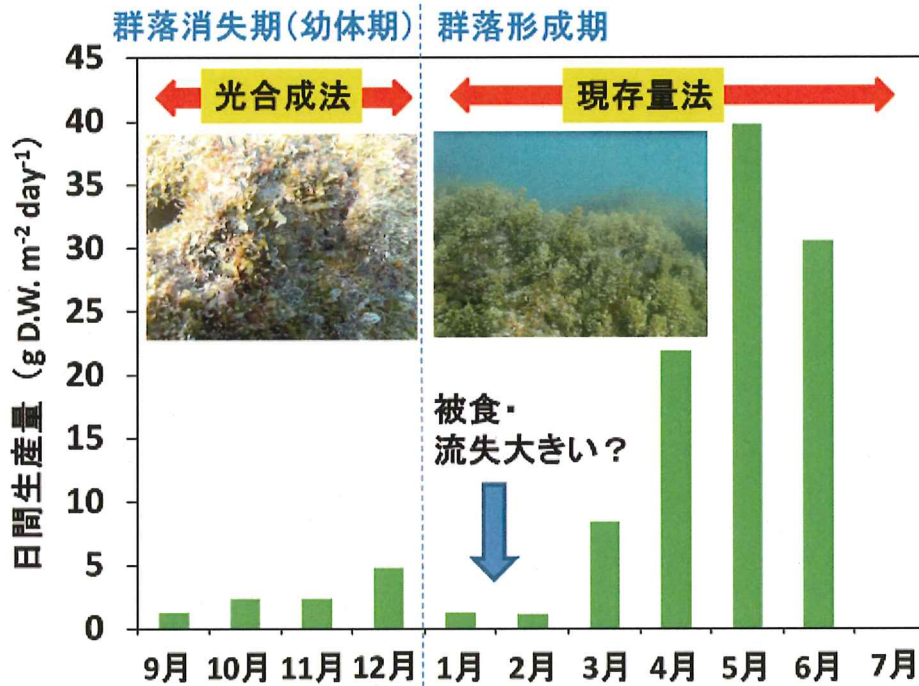 群落消失期(幼体期)
群落形成期
光合成法
現存量法
被食・
流失大きい?
日間生産量 (g D.W. m⁻² day⁻¹)
45
40
35
30
25
20
15
10
5
0
9月 10月 11月 12月 1月 2月 3月 4月 5月 6月 7月